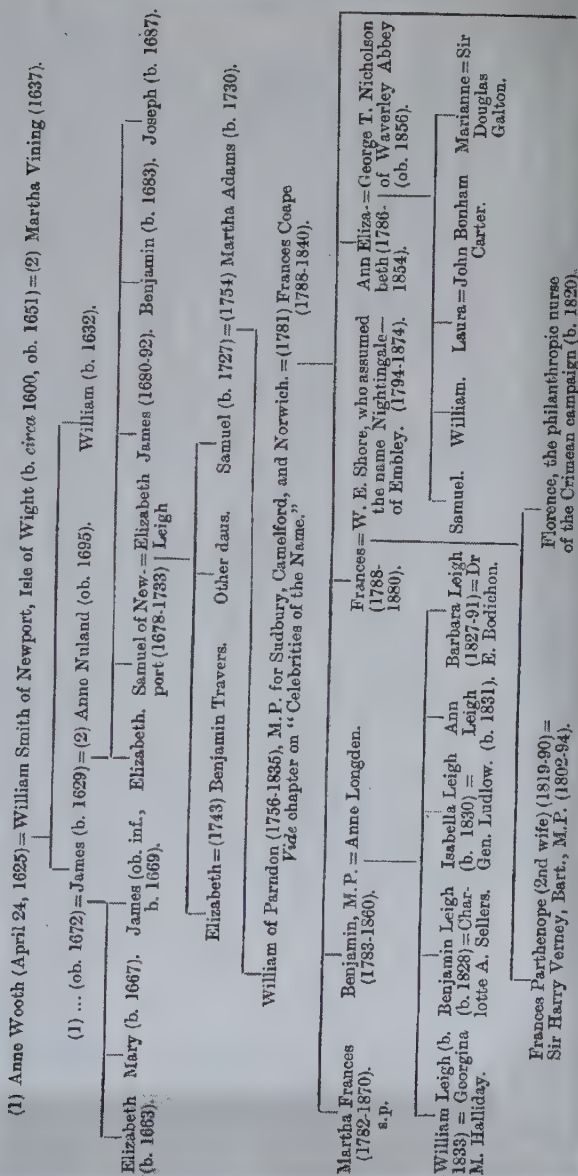 (1) Anne Wooth (April 24, 1625) = William Smith of Newport, Isle of Wight (b. circa 1600, ob. 1651) = (2) Martha Vining (1637).
(1) ... (ob. 1672) = James (b. 1629) = (2) Anne Nuland (ob. 1695).
William (b. 1632).
Elizabeth
(b. 1663).
Mary (b. 1667).
James (ob. inf.,
b. 1669).
Elizabeth.
Samuel of New-
port (1678-1733)
= Elizabeth
Leigh
James (1680-92).
Benjamin (b. 1683).
Joseph (b. 1687).
Elizabeth = (1743) Benjamin Travers.
Other daus.
Samuel (b. 1727) = (1754) Martha Adams (b. 1730).
William of Parndon (1756-1835), M.P. for Sudbury, Camelford, and Norwich. = (1781) Frances Coape
Vide chapter on "Celebrities of the Name."
(1788-1840).
Martha Frances
(1782-1870).
s.p.
Benjamin, M.P. = Anne Longden.
(1783-1860).
Frances
(1788-
1880).
= W. E. Shore, who assumed
the name Nightingale—
of Embley. (1794-1874).
Ann Eliza-
beth (1786-
1854).
= George T. Nicholson
of Waverley Abbey
(ob. 1856).
William Leigh (b.
1833) = Georgina
M. Halliday.
Benjamin Leigh
(b. 1828) = Char-
lotte A. Sellers.
Isabella Leigh
(b. 1830) =
Gen. Ludlow.
Ann
Leigh
(b. 1831).
Barbara Leigh
(1827-91) = Dr
E. Bodichon.
Samuel.
William.
Laura = John Bonham
Carter.
Marianne = Sir
Douglas
Galton.
Frances Parthenope (2nd wife) (1819-90) =
Sir Harry Verney, Bart., M.P. (1802-94).
Florence, the philanthropic nurse
of the Crimean campaign (b. 1820).